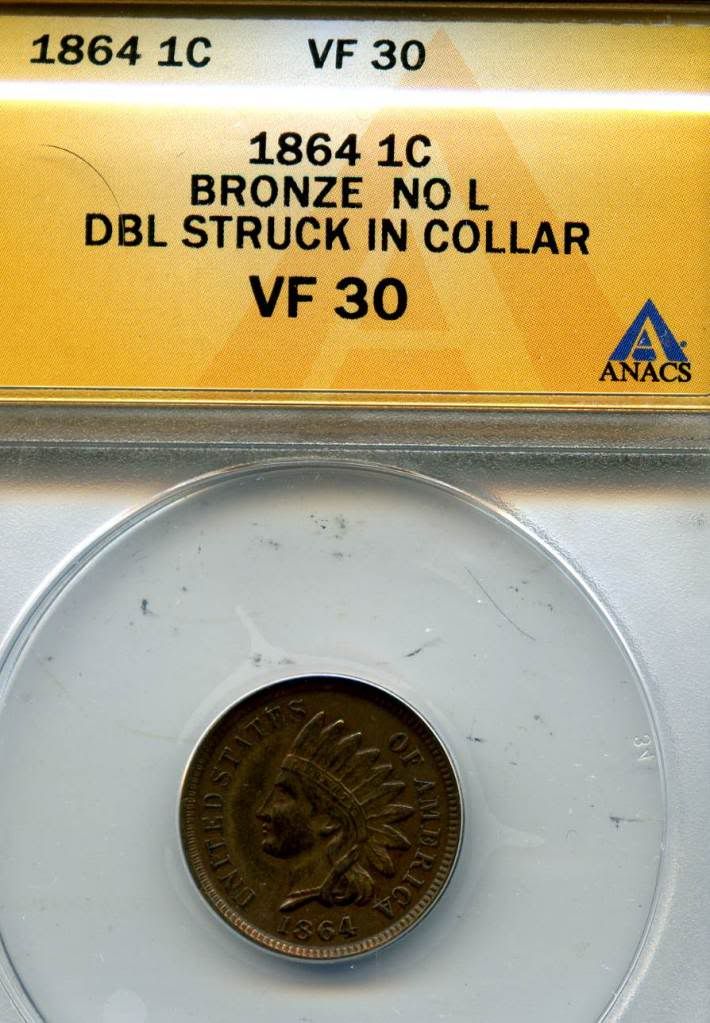 1864 1C VF 30
1864 1C
BRONZE NO L
DBL STRUCK IN COLLAR
VF 30
ANACS
UNITED STATES OF AMERICA
1864